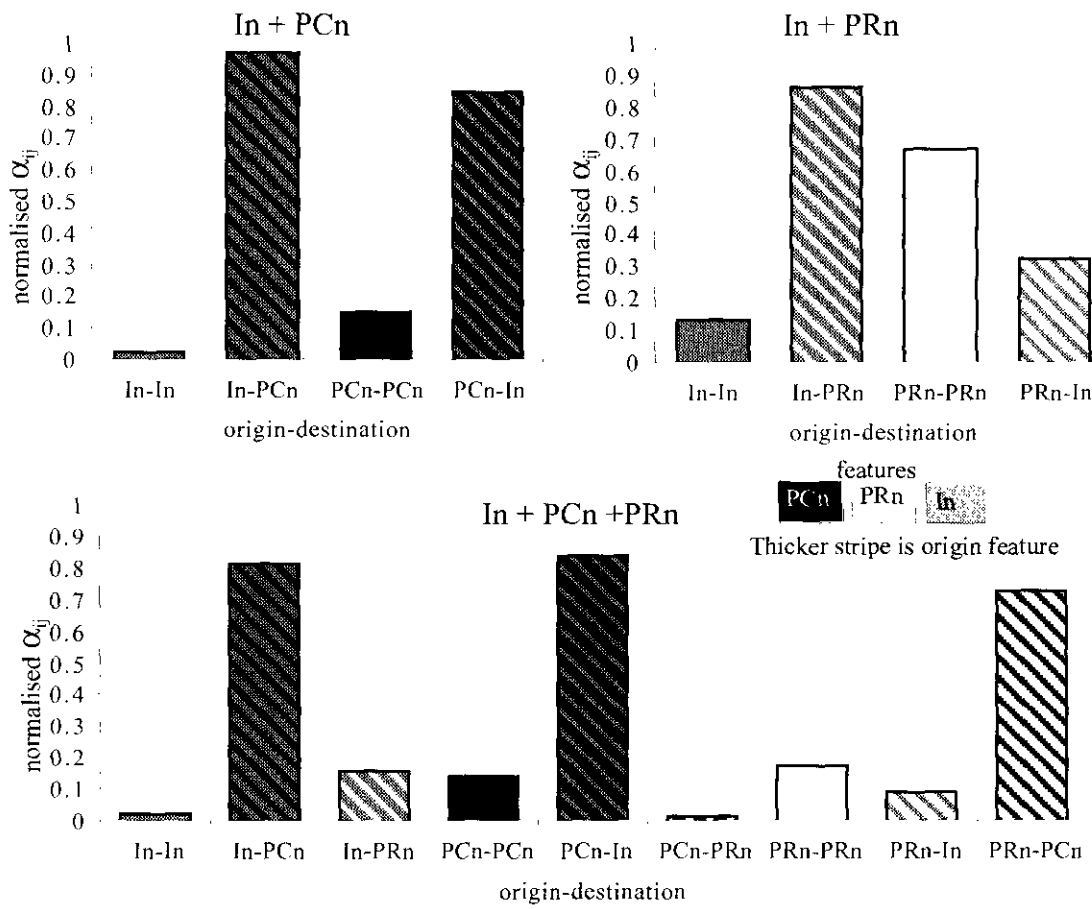 In + PCn
normalised αij
1
0.9
0.8
0.7
0.6
0.5
0.4
0.3
0.2
0.1
0
In-In In-PCn PCn-PCn PCn-In
origin-destination
In + PRn
normalised αij
1
0.9
0.8
0.7
0.6
0.5
0.4
0.3
0.2
0.1
0
In-In In-PRn PRn-PRn PRn-In
origin-destination
features
PCn PRn In
Thicker stripe is origin feature
In + PCn +PRn
normalised αij
1
0.9
0.8
0.7
0.6
0.5
0.4
0.3
0.2
0.1
0
In-In In-PCn In-PRn PCn-PCn PCn-In PCn-PRn PRn-PRn PRn-In PRn-PCn
origin-destination